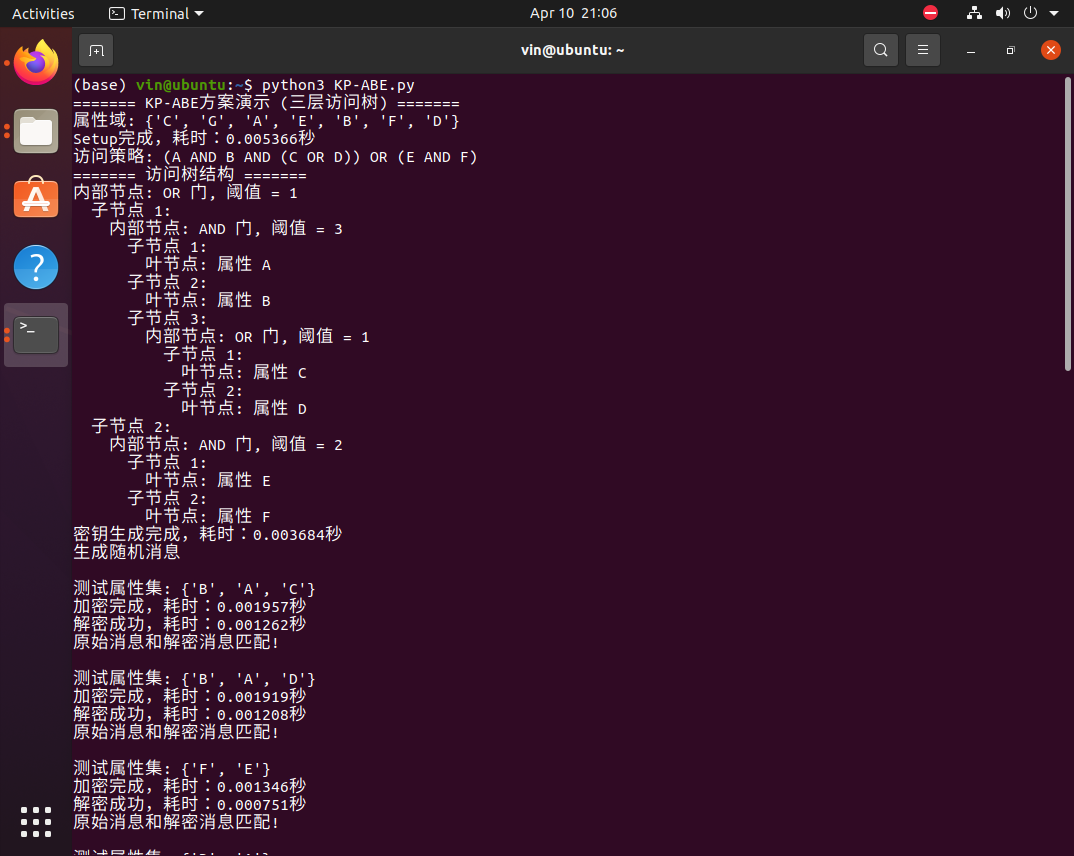 Activities Terminal Apr 10 21:06
vin@ubuntu: ~
(base) vin@ubuntu:~$ python3 KP-ABE.py
======= KP-ABE方案演示 (三层访问树) =======
属性域: {'C', 'G', 'A', 'E', 'B', 'F', 'D'}
Setup完成, 耗时：0.005366秒
访问策略: (A AND B AND (C OR D)) OR (E AND F)
======= 访问树结构 =======
内部节点: OR 门, 阈值 = 1
子节点 1:
内部节点: AND 门, 阈值 = 3
子节点 1:
叶节点: 属性 A
子节点 2:
叶节点: 属性 B
子节点 3:
内部节点: OR 门, 阈值 = 1
子节点 1:
叶节点: 属性 C
子节点 2:
叶节点: 属性 D
子节点 2:
内部节点: AND 门, 阈值 = 2
子节点 1:
叶节点: 属性 E
子节点 2:
叶节点: 属性 F
密钥生成完成, 耗时：0.003684秒
生成随机消息
测试属性集: {'B', 'A', 'C'}
加密完成, 耗时：0.001957秒
解密成功, 耗时：0.001262秒
原始消息和解密消息匹配!
测试属性集: {'B', 'A', 'D'}
加密完成, 耗时：0.001919秒
解密成功, 耗时：0.001208秒
原始消息和解密消息匹配!
测试属性集: {'F', 'E'}
加密完成, 耗时：0.001346秒
解密成功, 耗时：0.000751秒
原始消息和解密消息匹配!